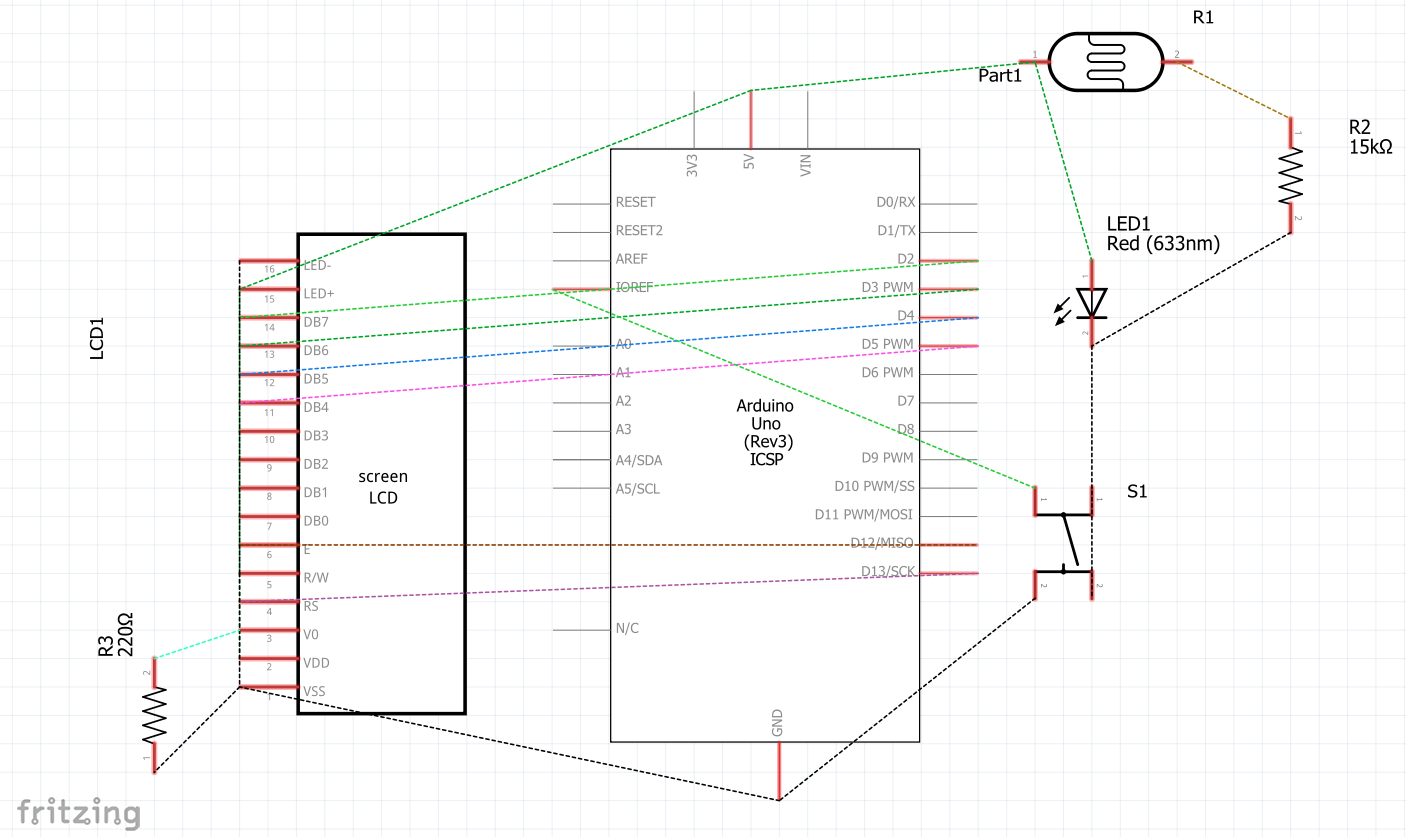 R1
1
2
Part1
R2
15kΩ
1
2
3V3
5V
VIN
RESET
RESET2
AREF
IOREF
A0
A1
A2
A3
A4/SDA
A5/SCL
N/C
D0/RX
D1/TX
D2
D3 PWM
D4
D5 PWM
D6 PWM
D7
D8
D9 PWM
D10 PWM/SS
D11 PWM/MOSI
D12/MISO
D13/SCK
GND
Arduino
Uno
(Rev3)
ICSP
LED1
Red (633nm)
1
2
S1
1
1
2
2
LCD1
screen
LCD
16 LED-
15 LED+
14 DB7
13 DB6
12 DB5
11 DB4
10 DB3
9 DB2
8 DB1
7 DB0
6 E
5 R/W
4 RS
3 V0
2 VDD
1 VSS
R3
220Ω
2
1
fritzing